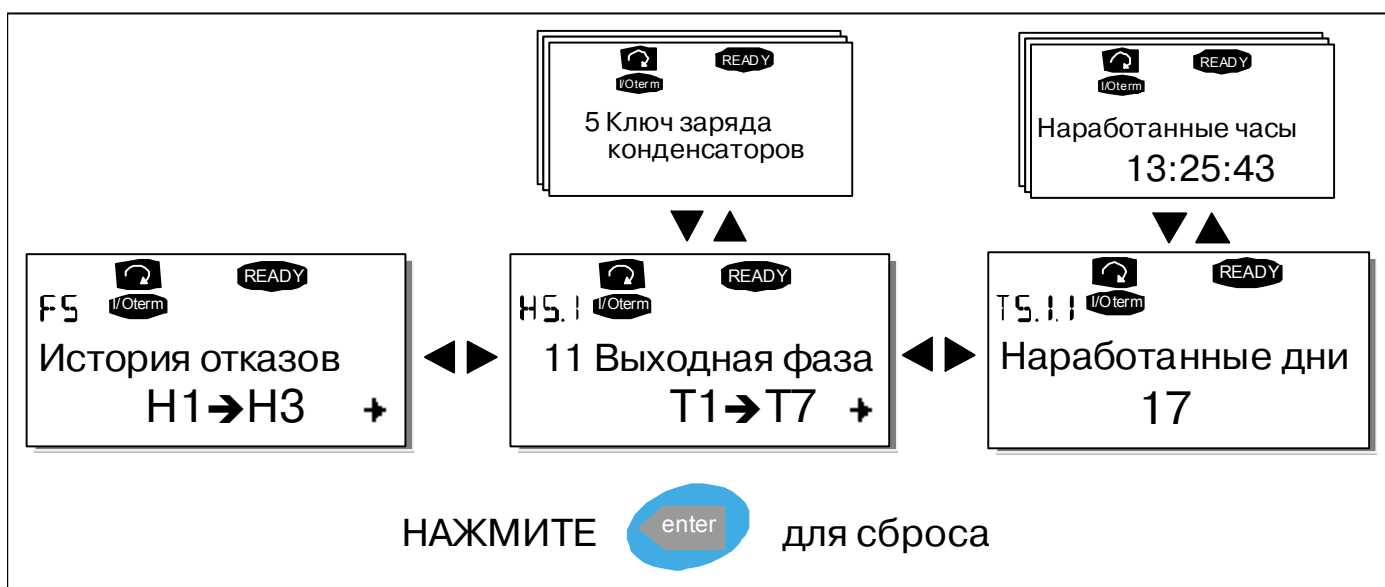 READY
I/Oterm
5 Ключ заряда
конденсаторов
READY
I/Oterm
Наработанные часы
13:25:43
READY
F5 I/Oterm
История отказов
H1➔H3
READY
H5.1 I/Oterm
11 Выходная фаза
T1➔T7
READY
T5.1.1 I/Oterm
Наработанные дни
17
НАЖМИТЕ enter для сброса